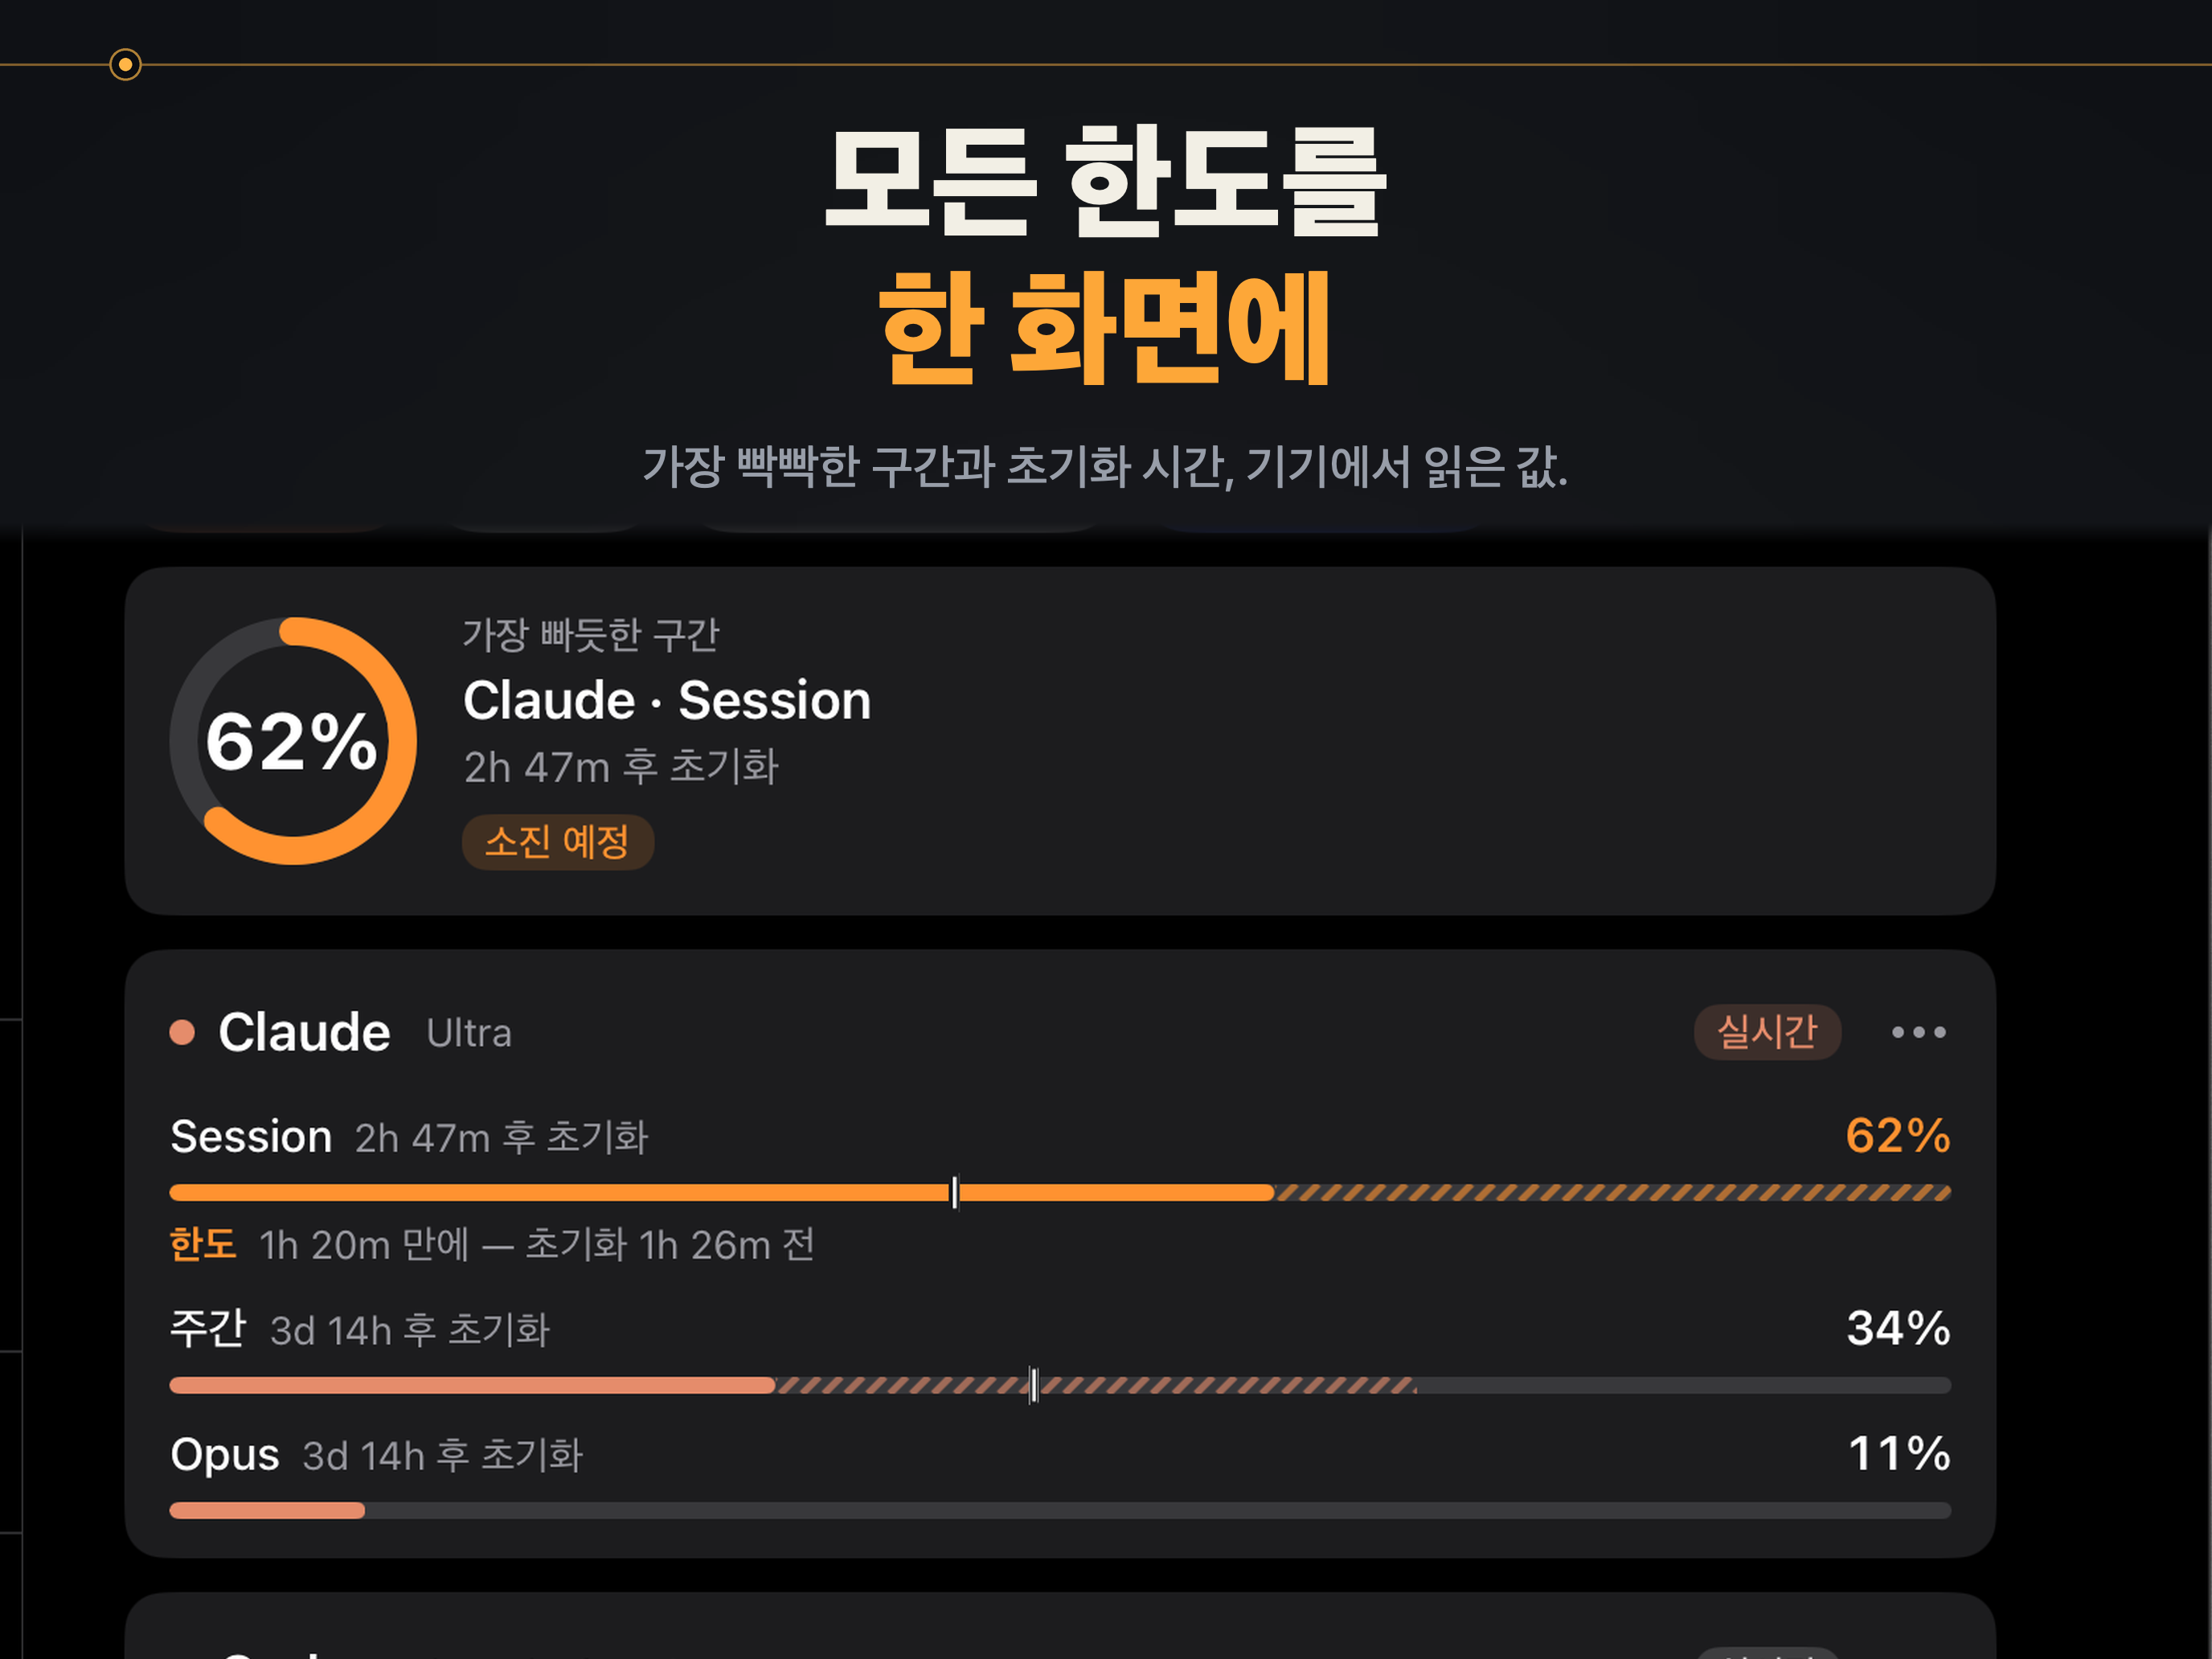 모든 한도를
한 화면에
가장 빡빡한 구간과 초기화 시간, 기기에서 읽은 값.
가장 빠듯한 구간
62%
Claude · Session
2h 47m 후 초기화
소진 예정
Claude Ultra 실시간
Session 2h 47m 후 초기화 62%
한도 1h 20m 만에 — 초기화 1h 26m 전
주간 3d 14h 후 초기화 34%
Opus 3d 14h 후 초기화 11%